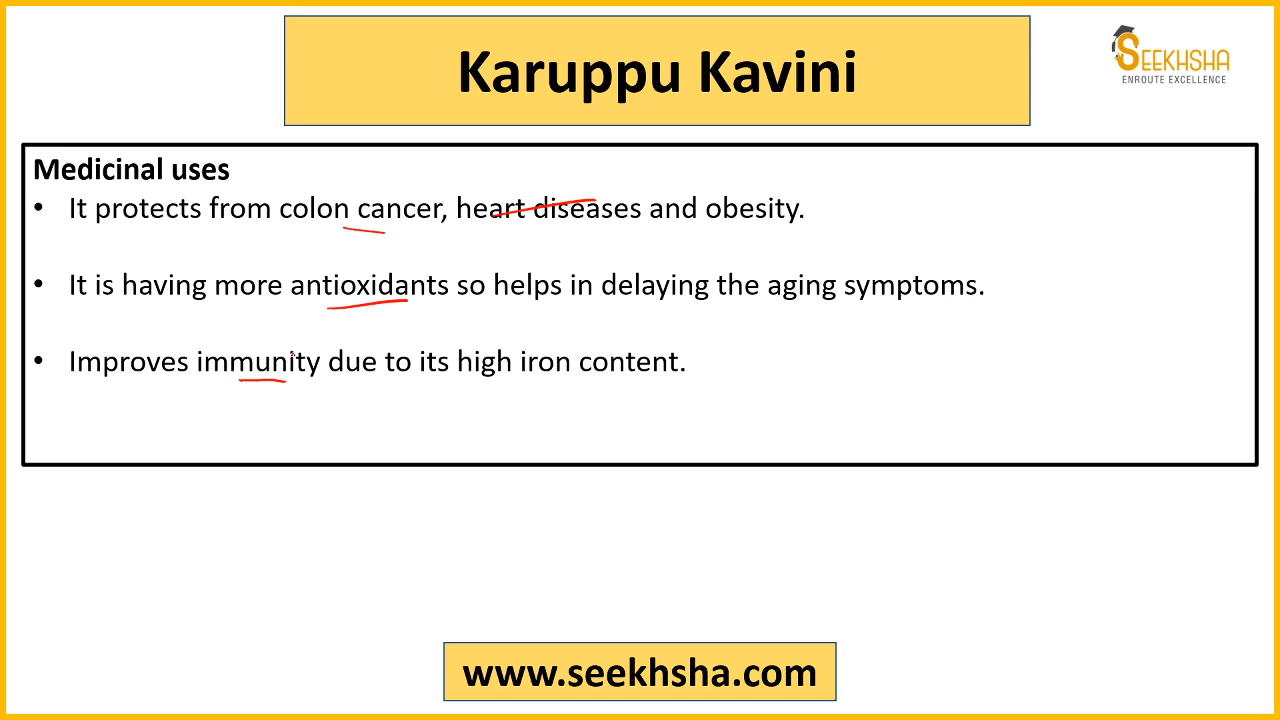 Karuppu Kavini
SEEKHSHA
ENROUTE EXCELLENCE
Medicinal uses
• It protects from colon cancer, heart diseases and obesity.
• It is having more antioxidants so helps in delaying the aging symptoms.
• Improves immunity due to its high iron content.
www.seekhsha.com